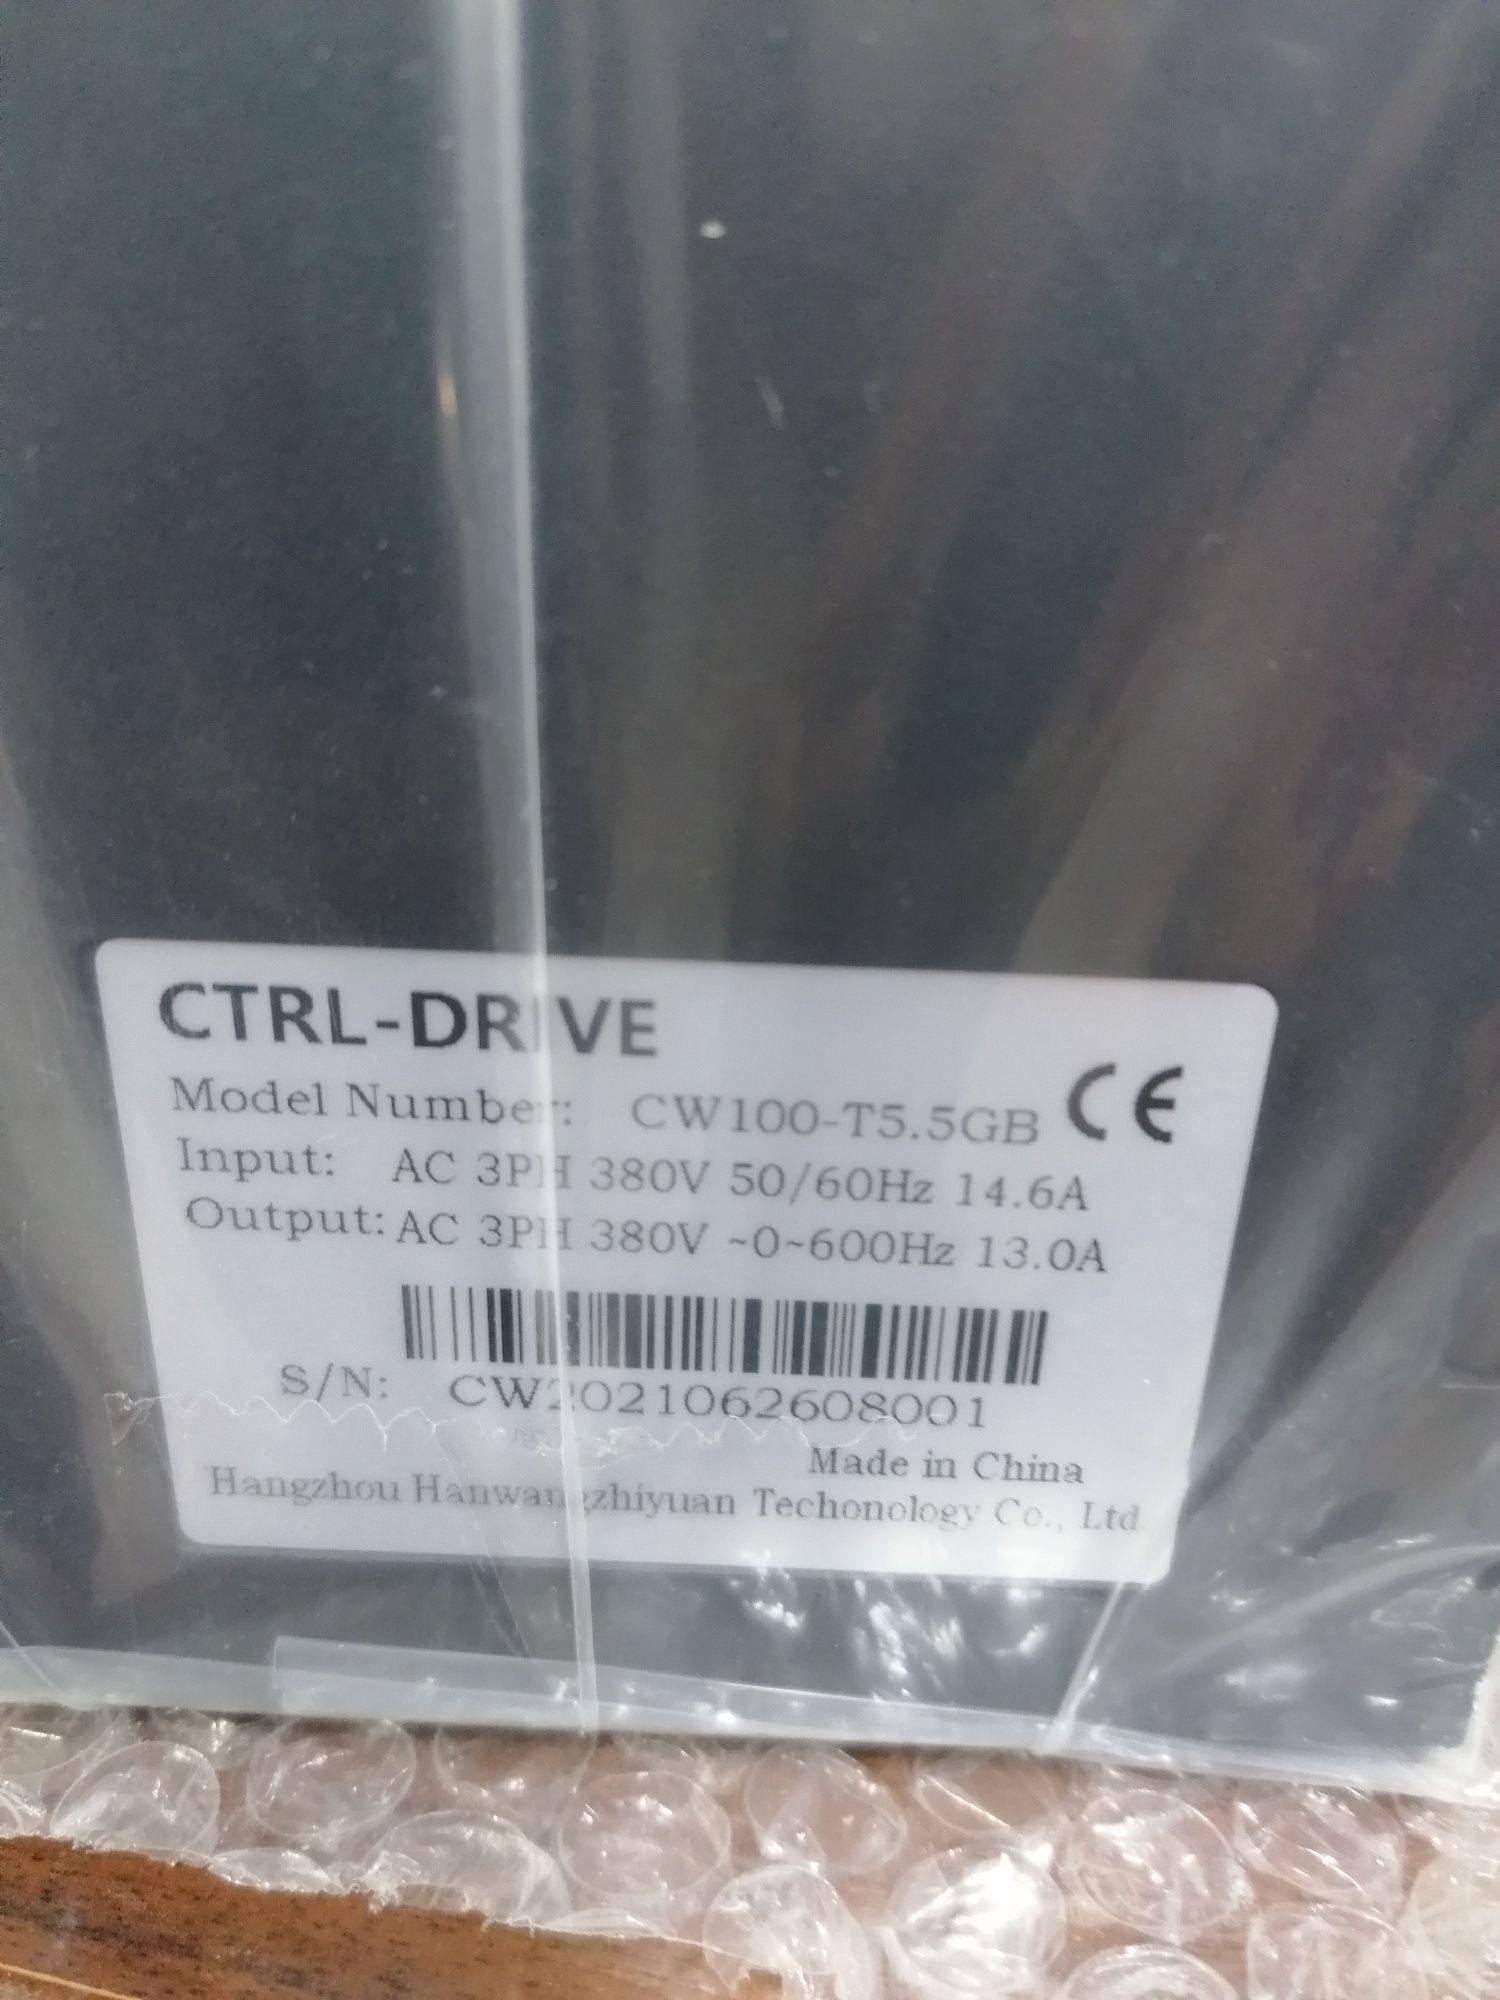 CTRL-DRIVE
CE
Model Number: CW100-T5.5GB
Input: AC 3PH 380V 50/60Hz 14.6A
Output: AC 3PH 380V ~0~600Hz 13.0A
S/N: CW2021062608001
Made in China
Hangzhou Hanwangzhiyuan Techonology Co., Ltd